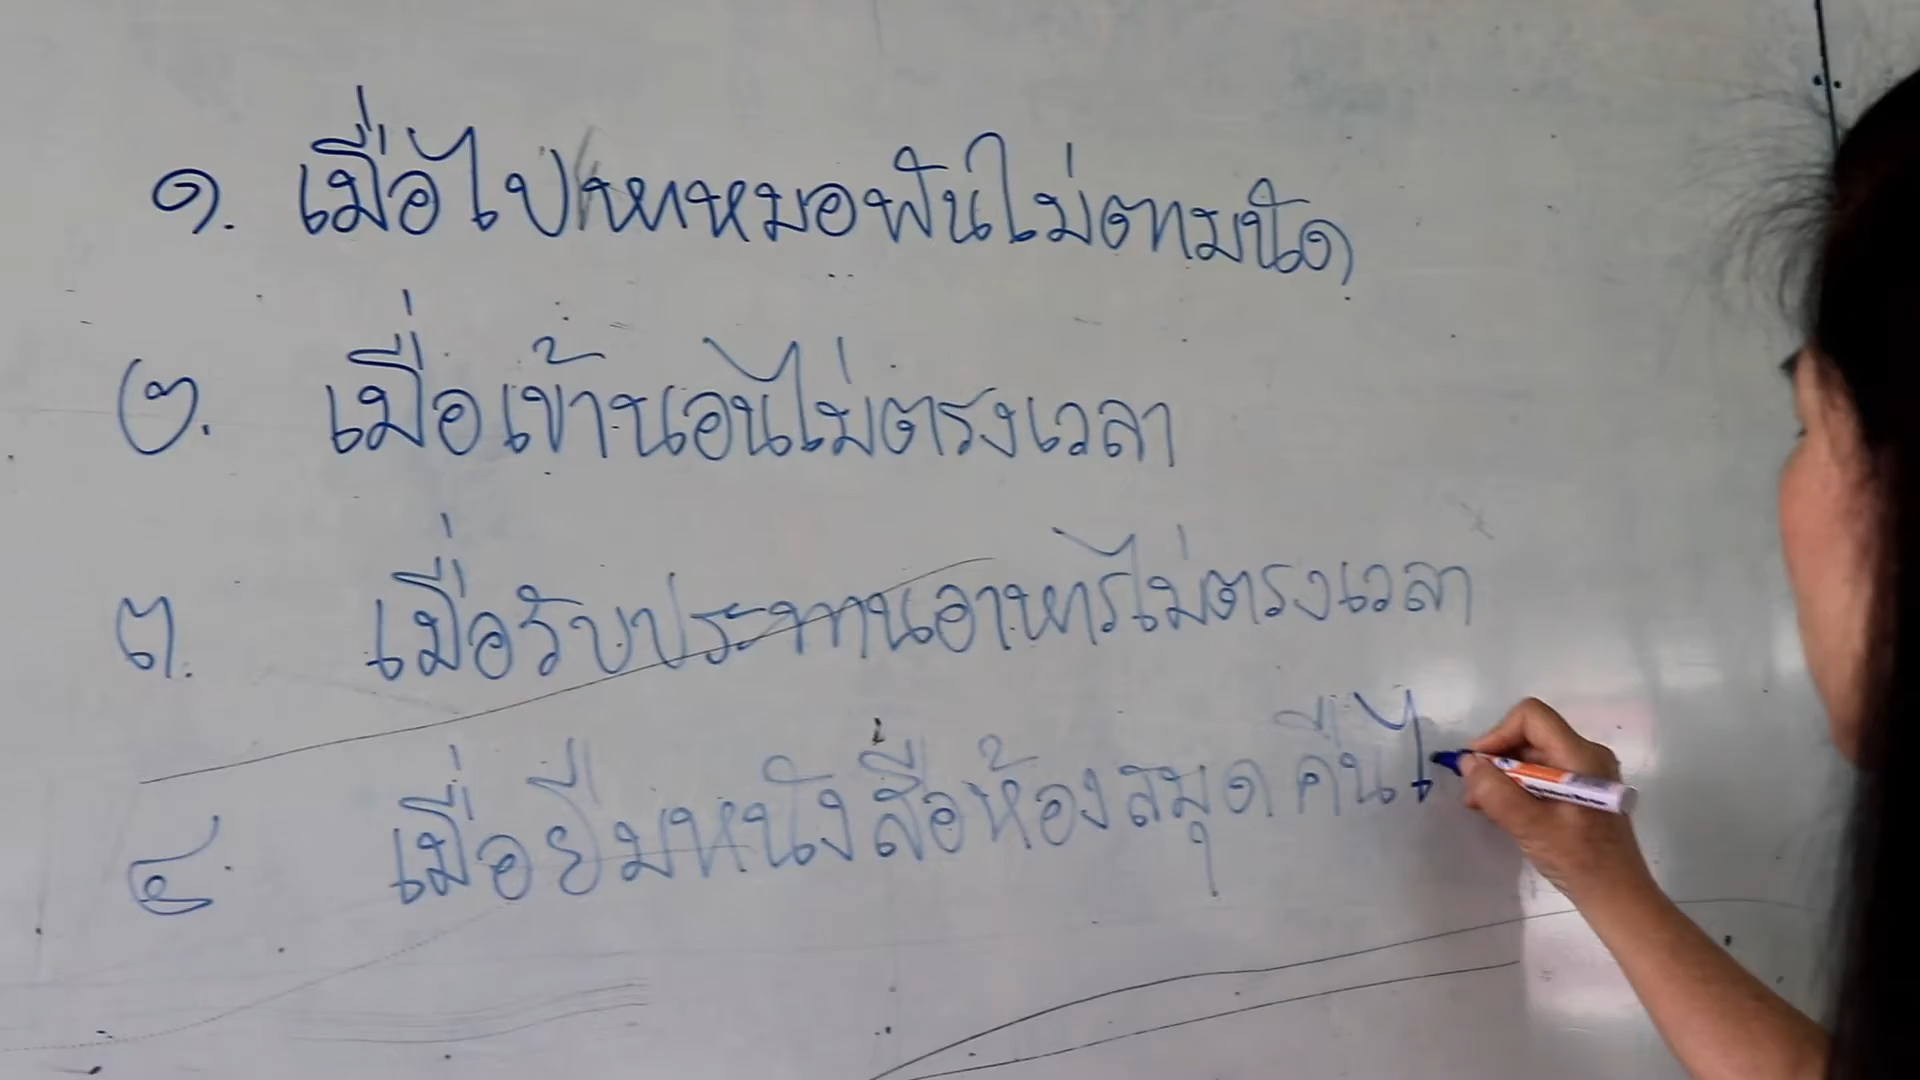 ๑. เมื่อไปหาหมอฟันไม่ตามนัด
๒. เมื่อเข้านอนไม่ตรงเวลา
๓. เมื่อรับประทานอาหารไม่ตรงเวลา
๔. เมื่อยืมหนังสือห้องสมุดคืนไ